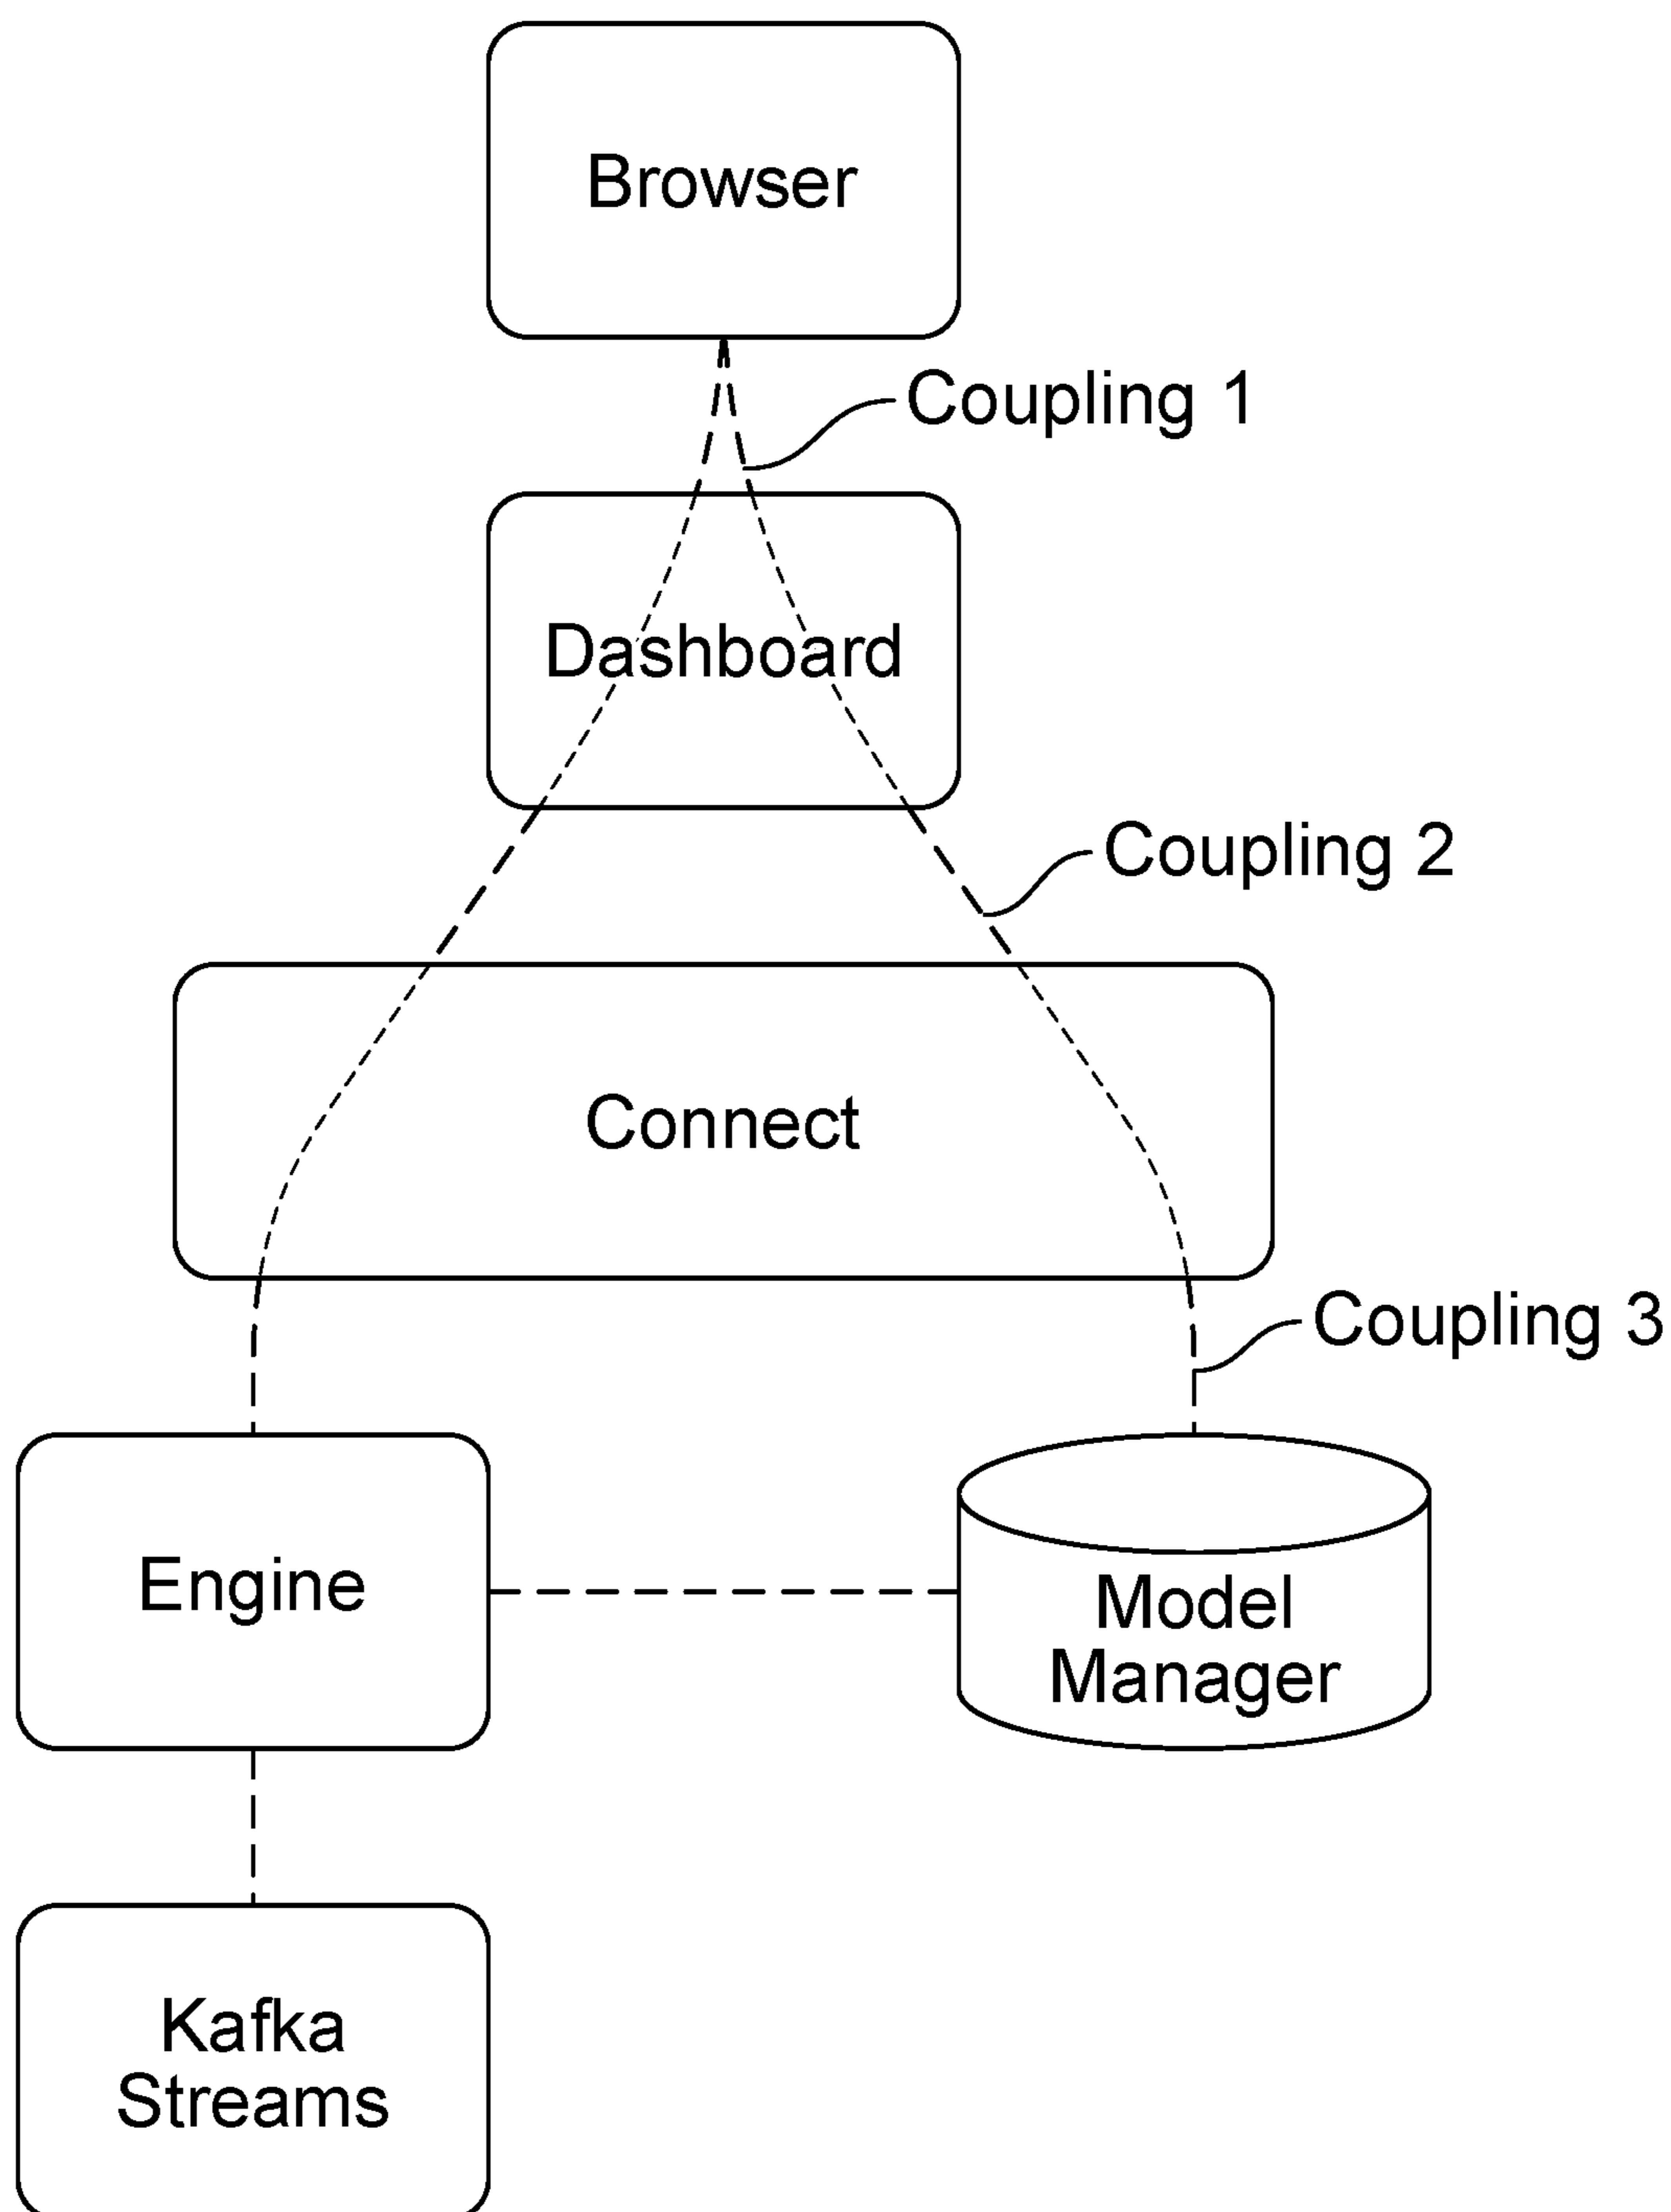 Browser
Coupling 1
Dashboard
Coupling 2
Connect
Coupling 3
Engine
Model
Manager
Kafka
Streams